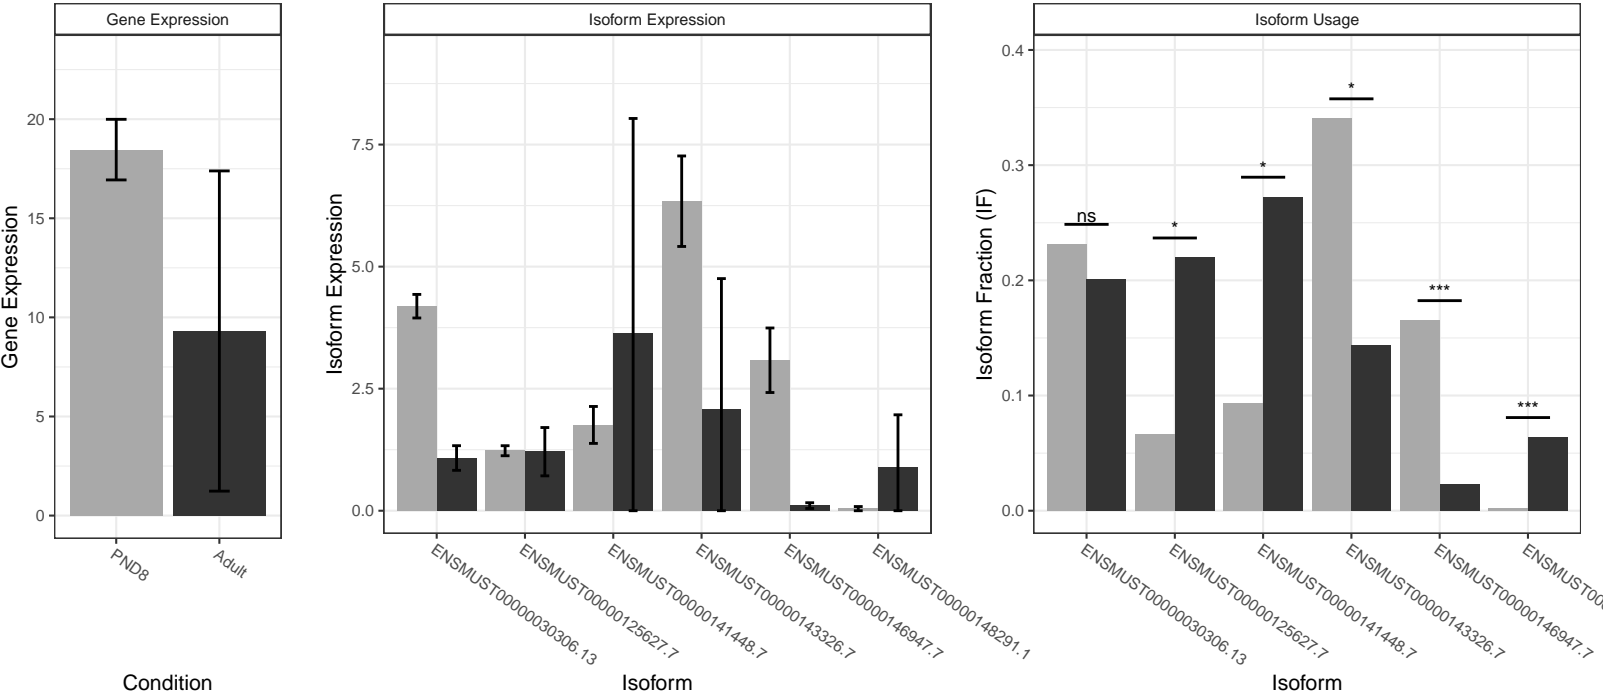 Gene Expression
Isoform Expression
Isoform Usage
Gene Expression
20
15
10
5
0
PND8
Adult
Condition
Isoform Expression
7.5
5.0
2.5
0.0
ENSMUST00000030306.13
ENSMUST00000125627.7
ENSMUST00000141448.7
ENSMUST00000143326.7
ENSMUST00000146947.7
ENSMUST00000148291.1
Isoform
Isoform Fraction (IF)
0.4
0.3
0.2
0.1
0.0
ns
*
*
*
***
***
ENSMUST00000030306.13
ENSMUST00000125627.7
ENSMUST00000141448.7
ENSMUST00000143326.7
ENSMUST00000146947.7
Isoform